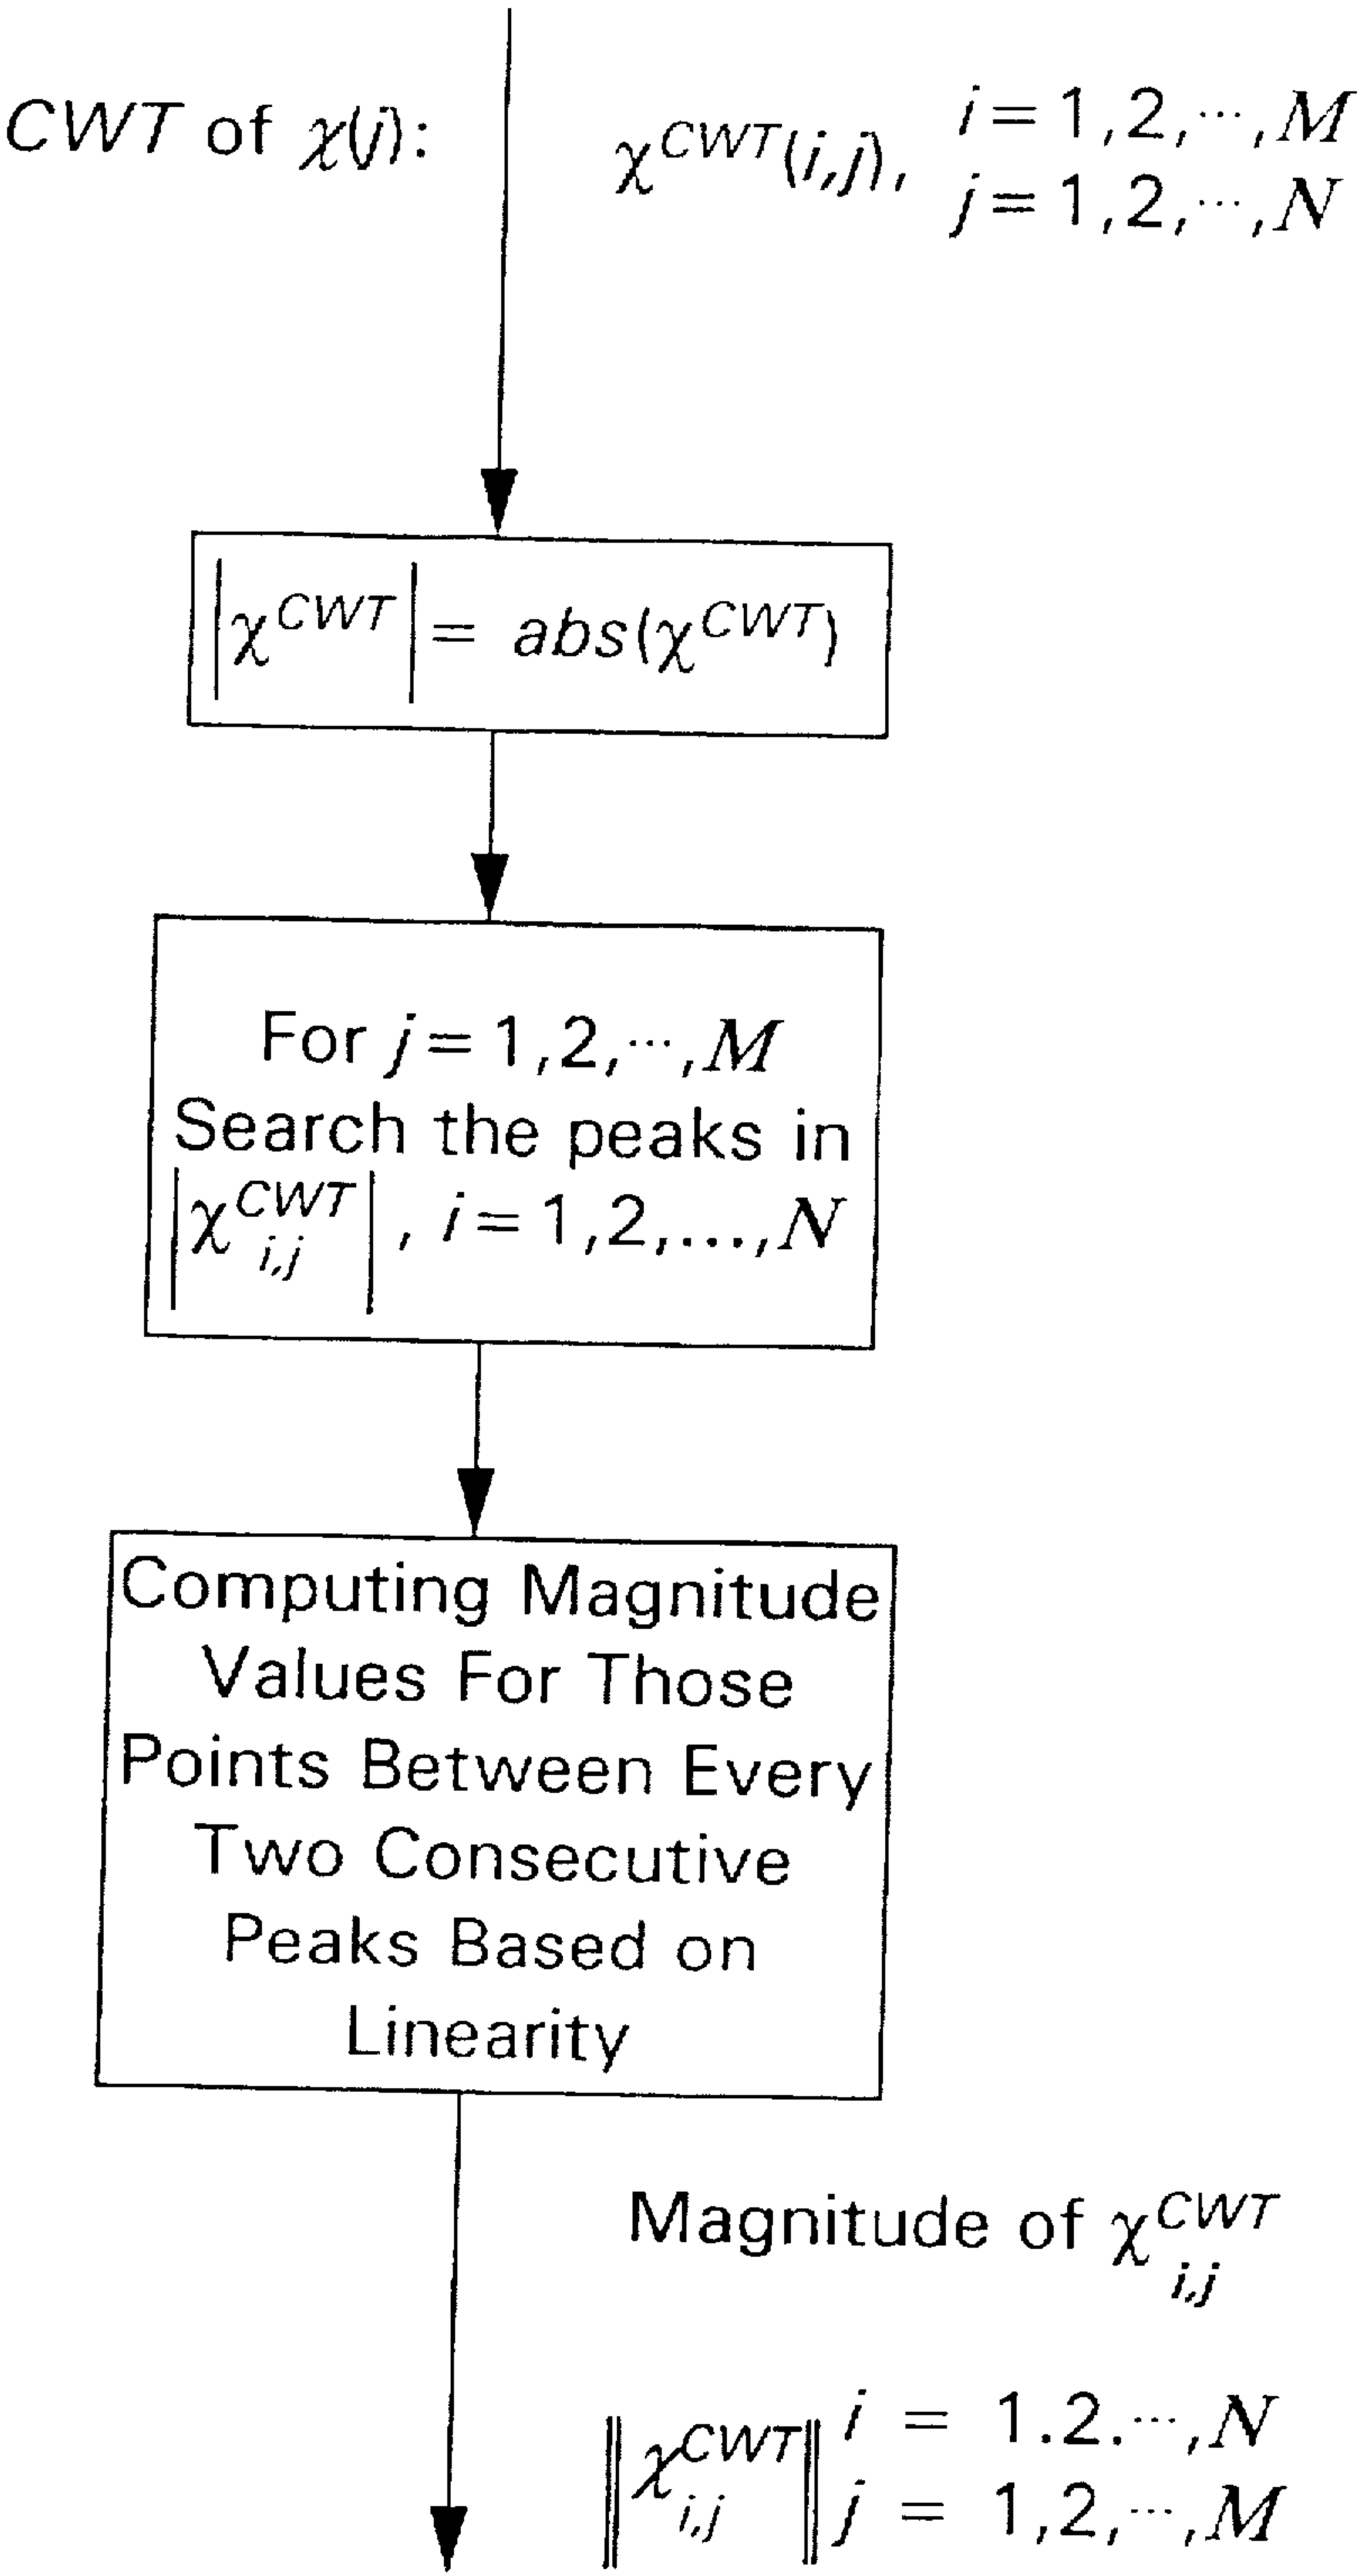 CWT of χ(j): χ^CWT(i,j), i = 1,2,···,M
j = 1,2,···,N
|χ^CWT| = abs(χ^CWT)
For j = 1,2,···,M
Search the peaks in
|χ^CWT_i,j|, i = 1,2,...,N
Computing Magnitude
Values For Those
Points Between Every
Two Consecutive
Peaks Based on
Linearity
Magnitude of χ^CWT_i,j
‖χ^CWT_i,j‖ i = 1.2.···,N
j = 1,2,···,M